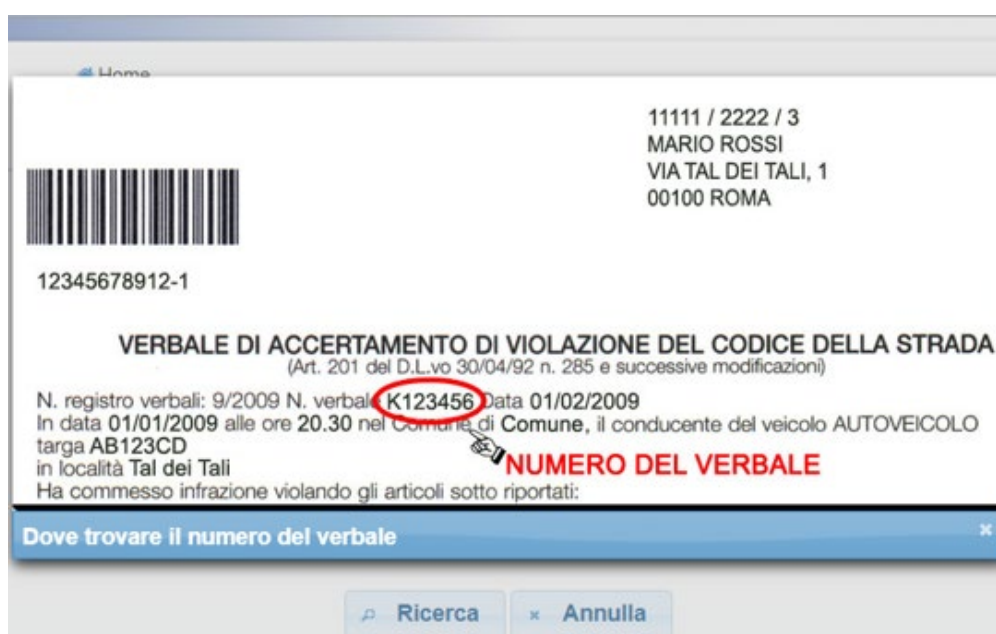 Home
11111 / 2222 / 3
MARIO ROSSI
VIA TAL DEI TALI, 1
00100 ROMA
12345678912-1
VERBALE DI ACCERTAMENTO DI VIOLAZIONE DEL CODICE DELLA STRADA
(Art. 201 del D.L.vo 30/04/92 n. 285 e successive modificazioni)
N. registro verbali: 9/2009 N. verbale K123456 Data 01/02/2009
In data 01/01/2009 alle ore 20.30 nel Comune di Comune, il conducente del veicolo AUTOVEICOLO
targa AB123CD
in località Tal dei Tali
NUMERO DEL VERBALE
Ha commesso infrazione violando gli articoli sotto riportati:
Dove trovare il numero del verbale
Ricerca Annulla